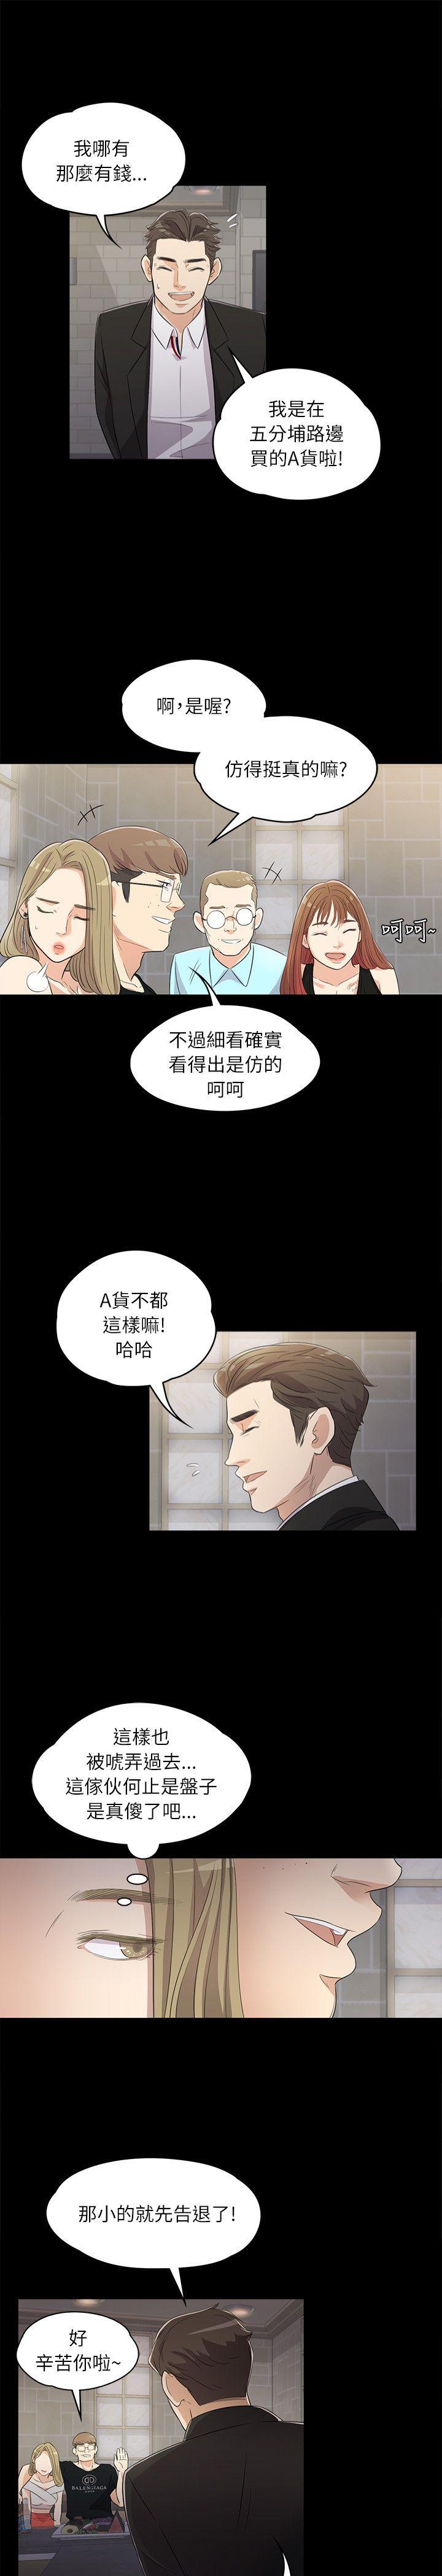 我哪有
那麼有錢...
我是在
五分埔路邊
買的A貨啦!
啊,是喔?
仿得挺真的嘛?
呵呵~
不過細看確實
看得出是仿的
呵呵
A貨不都
這樣嘛!
哈哈
這樣也
被唬弄過去...
這傢伙何止是盤子
是真傻了吧...
那小的就先告退了!
好
辛苦你啦~
BALENCIAGA